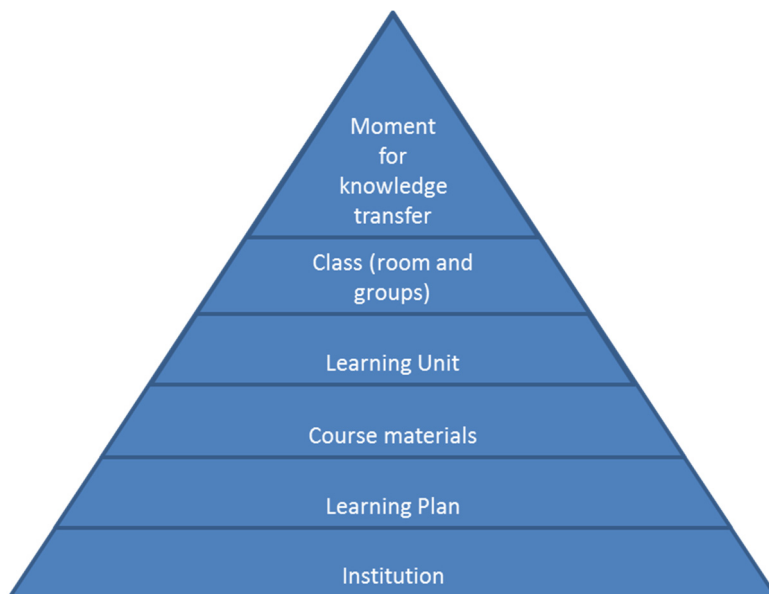 Moment
for
knowledge
transfer
Class (room and
groups)
Learning Unit
Course materials
Learning Plan
Institution